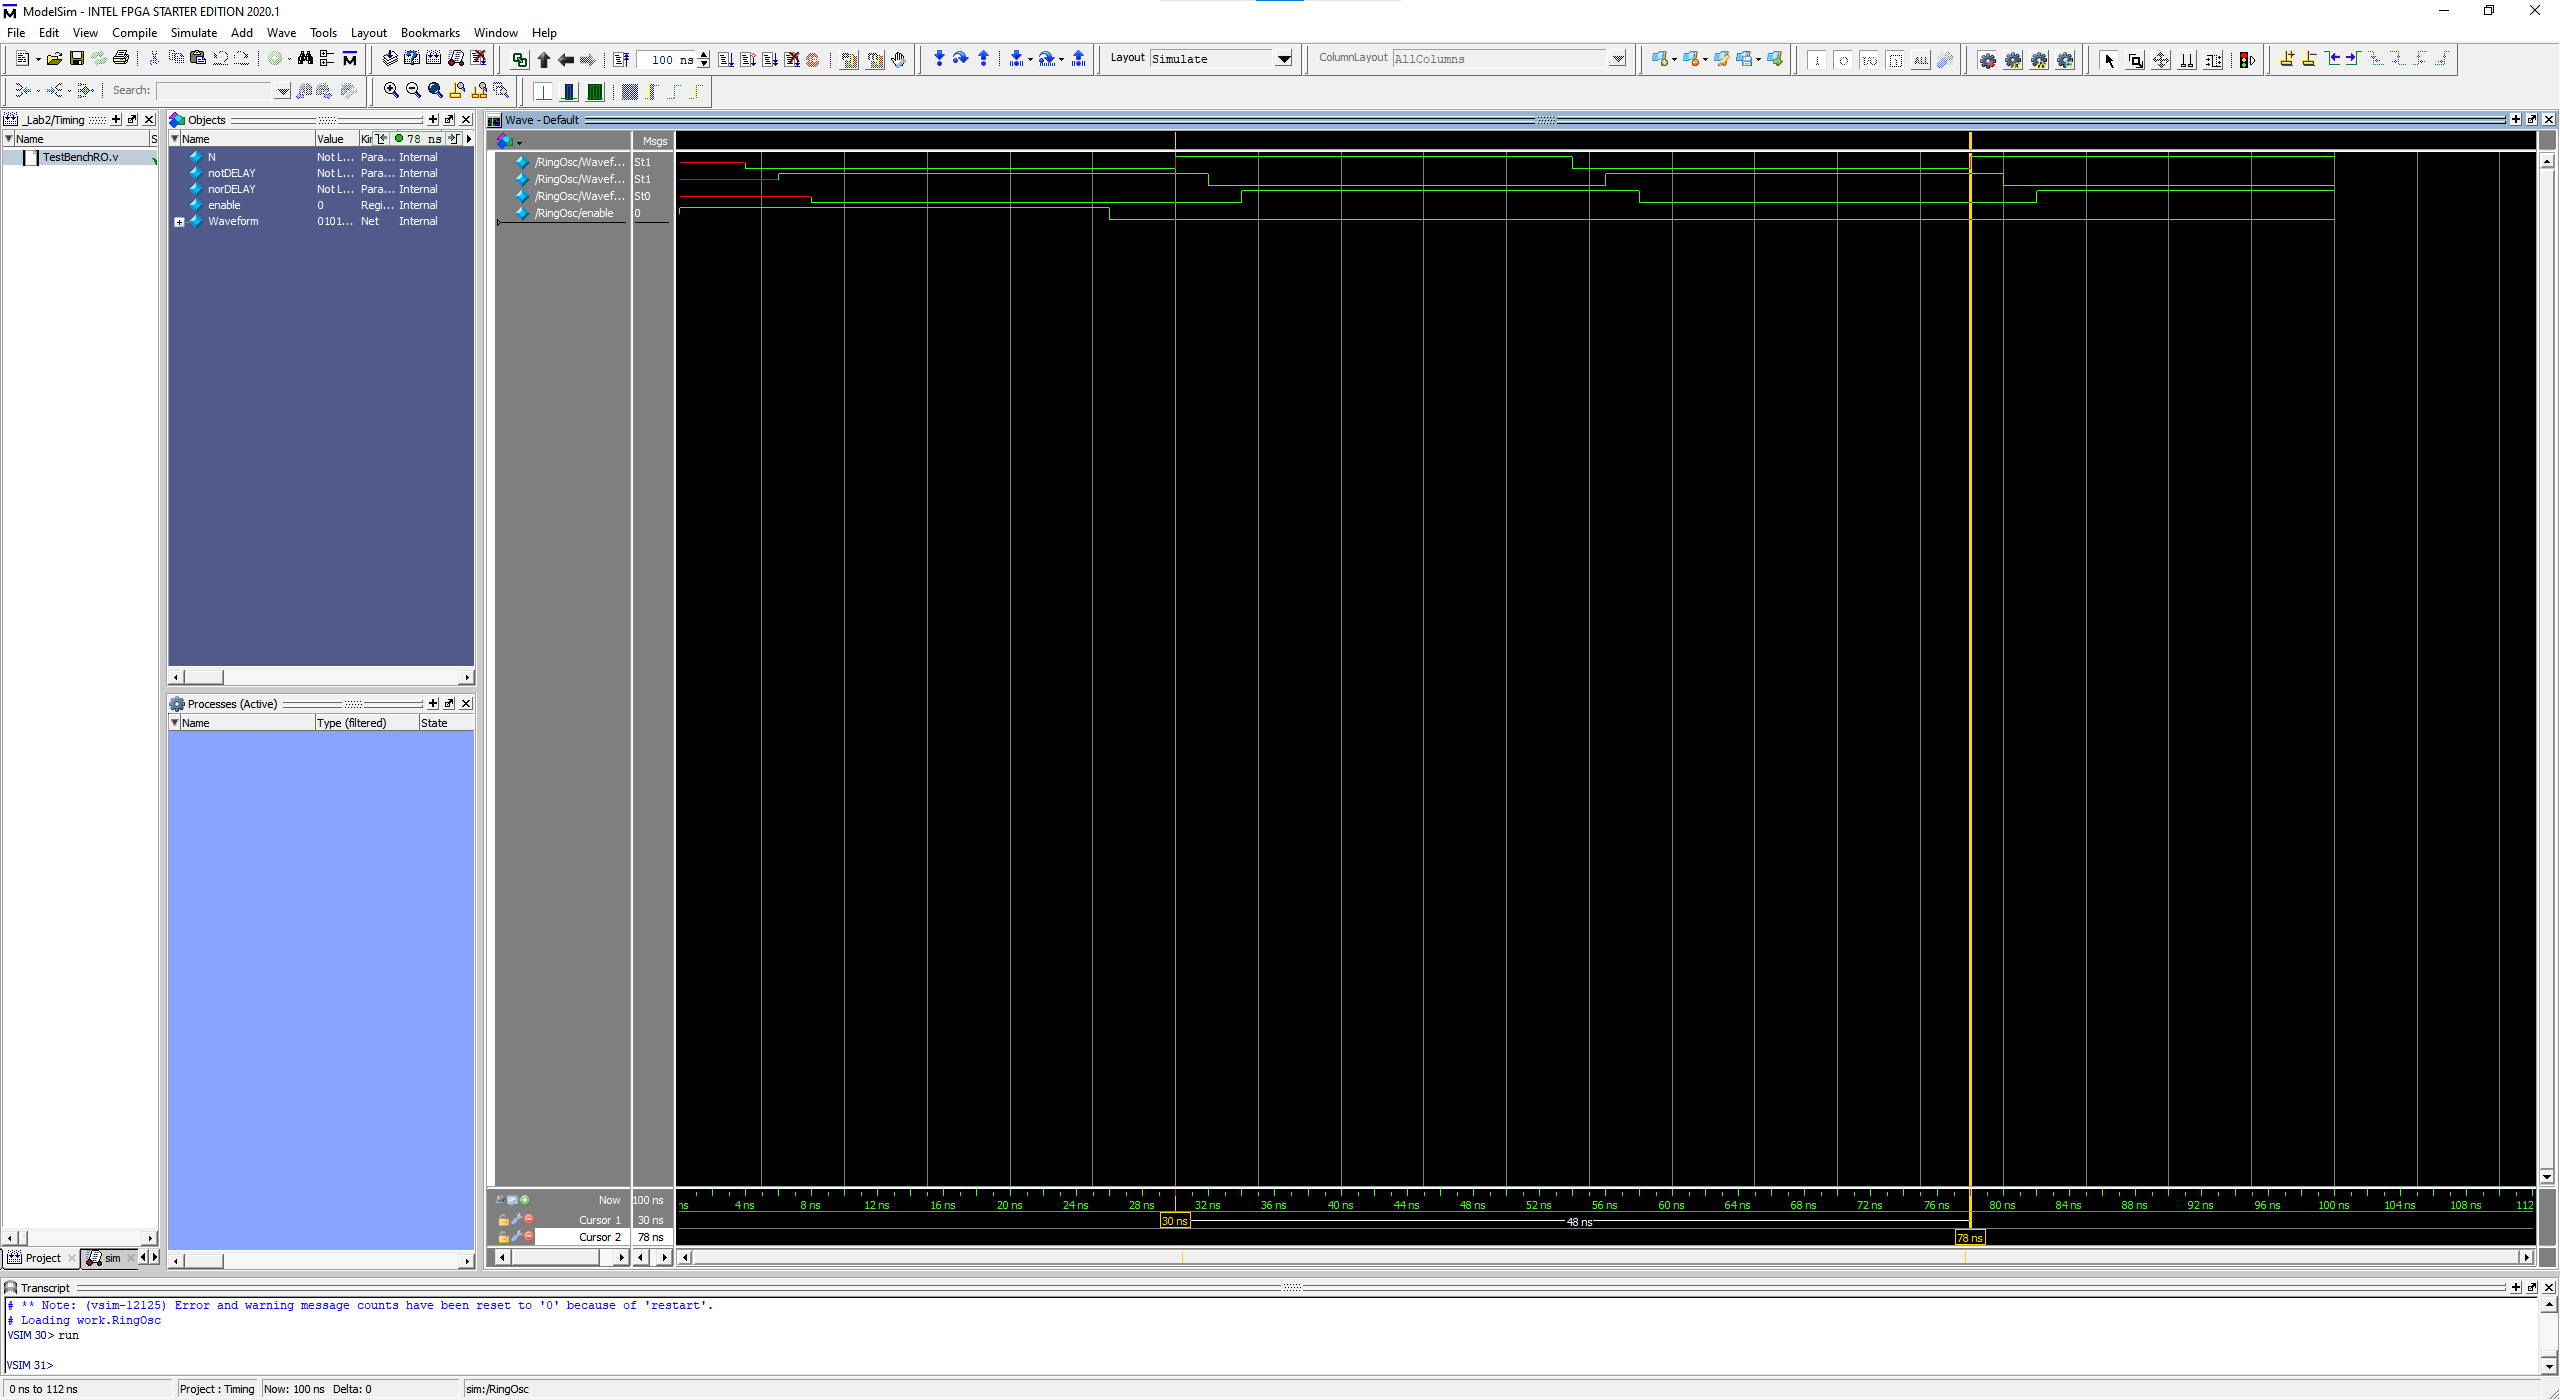 ModelSim - INTEL FPGA STARTER EDITION 2020.1
File Edit View Compile Simulate Add Wave Tools Layout Bookmarks Window Help
100 ns
Layout Simulate
ColumnLayout AllColumns
Search:
_Lab2/Timing
Name S
TestBenchRO.v
Project sim
Objects
Name Value Kir 78 ns
N Not L... Para... Internal
notDELAY Not L... Para... Internal
norDELAY Not L... Para... Internal
enable 0 Regi... Internal
Waveform 0101... Net Internal
Processes (Active)
Name Type (filtered) State
Wave - Default
Msgs
/RingOsc/Wavef... St1
/RingOsc/Wavef... St1
/RingOsc/Wavef... St0
/RingOsc/enable 0
Now 100 ns
Cursor 1 30 ns
Cursor 2 78 ns
ns 4 ns 8 ns 12 ns 16 ns 20 ns 24 ns 28 ns 32 ns 36 ns 40 ns 44 ns 48 ns 52 ns 56 ns 60 ns 64 ns 68 ns 72 ns 76 ns 80 ns 84 ns 88 ns 92 ns 96 ns 100 ns 104 ns 108 ns 112
30 ns 48 ns
78 ns
Transcript
# ** Note: (vsim-12125) Error and warning message counts have been reset to '0' because of 'restart'.
# Loading work.RingOsc
VSIM 30> run
VSIM 31>
0 ns to 112 ns Project : Timing Now: 100 ns Delta: 0 sim:/RingOsc